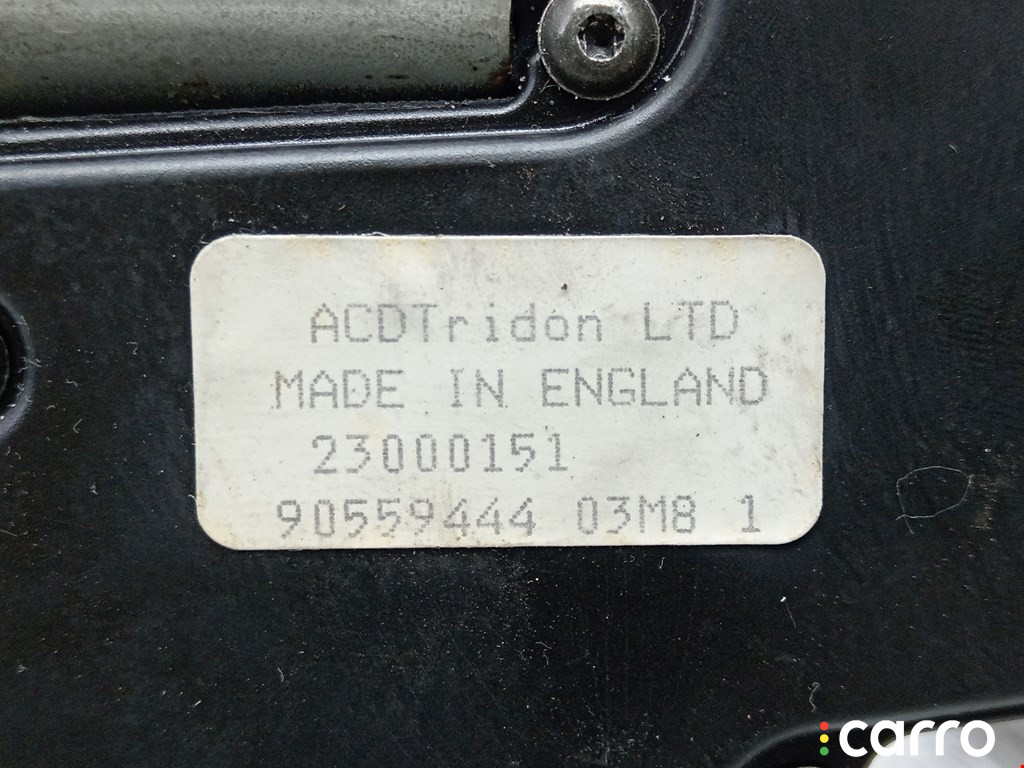 ACDTridon LTD
MADE IN ENGLAND
23000151
90559444 03M8 1
carro